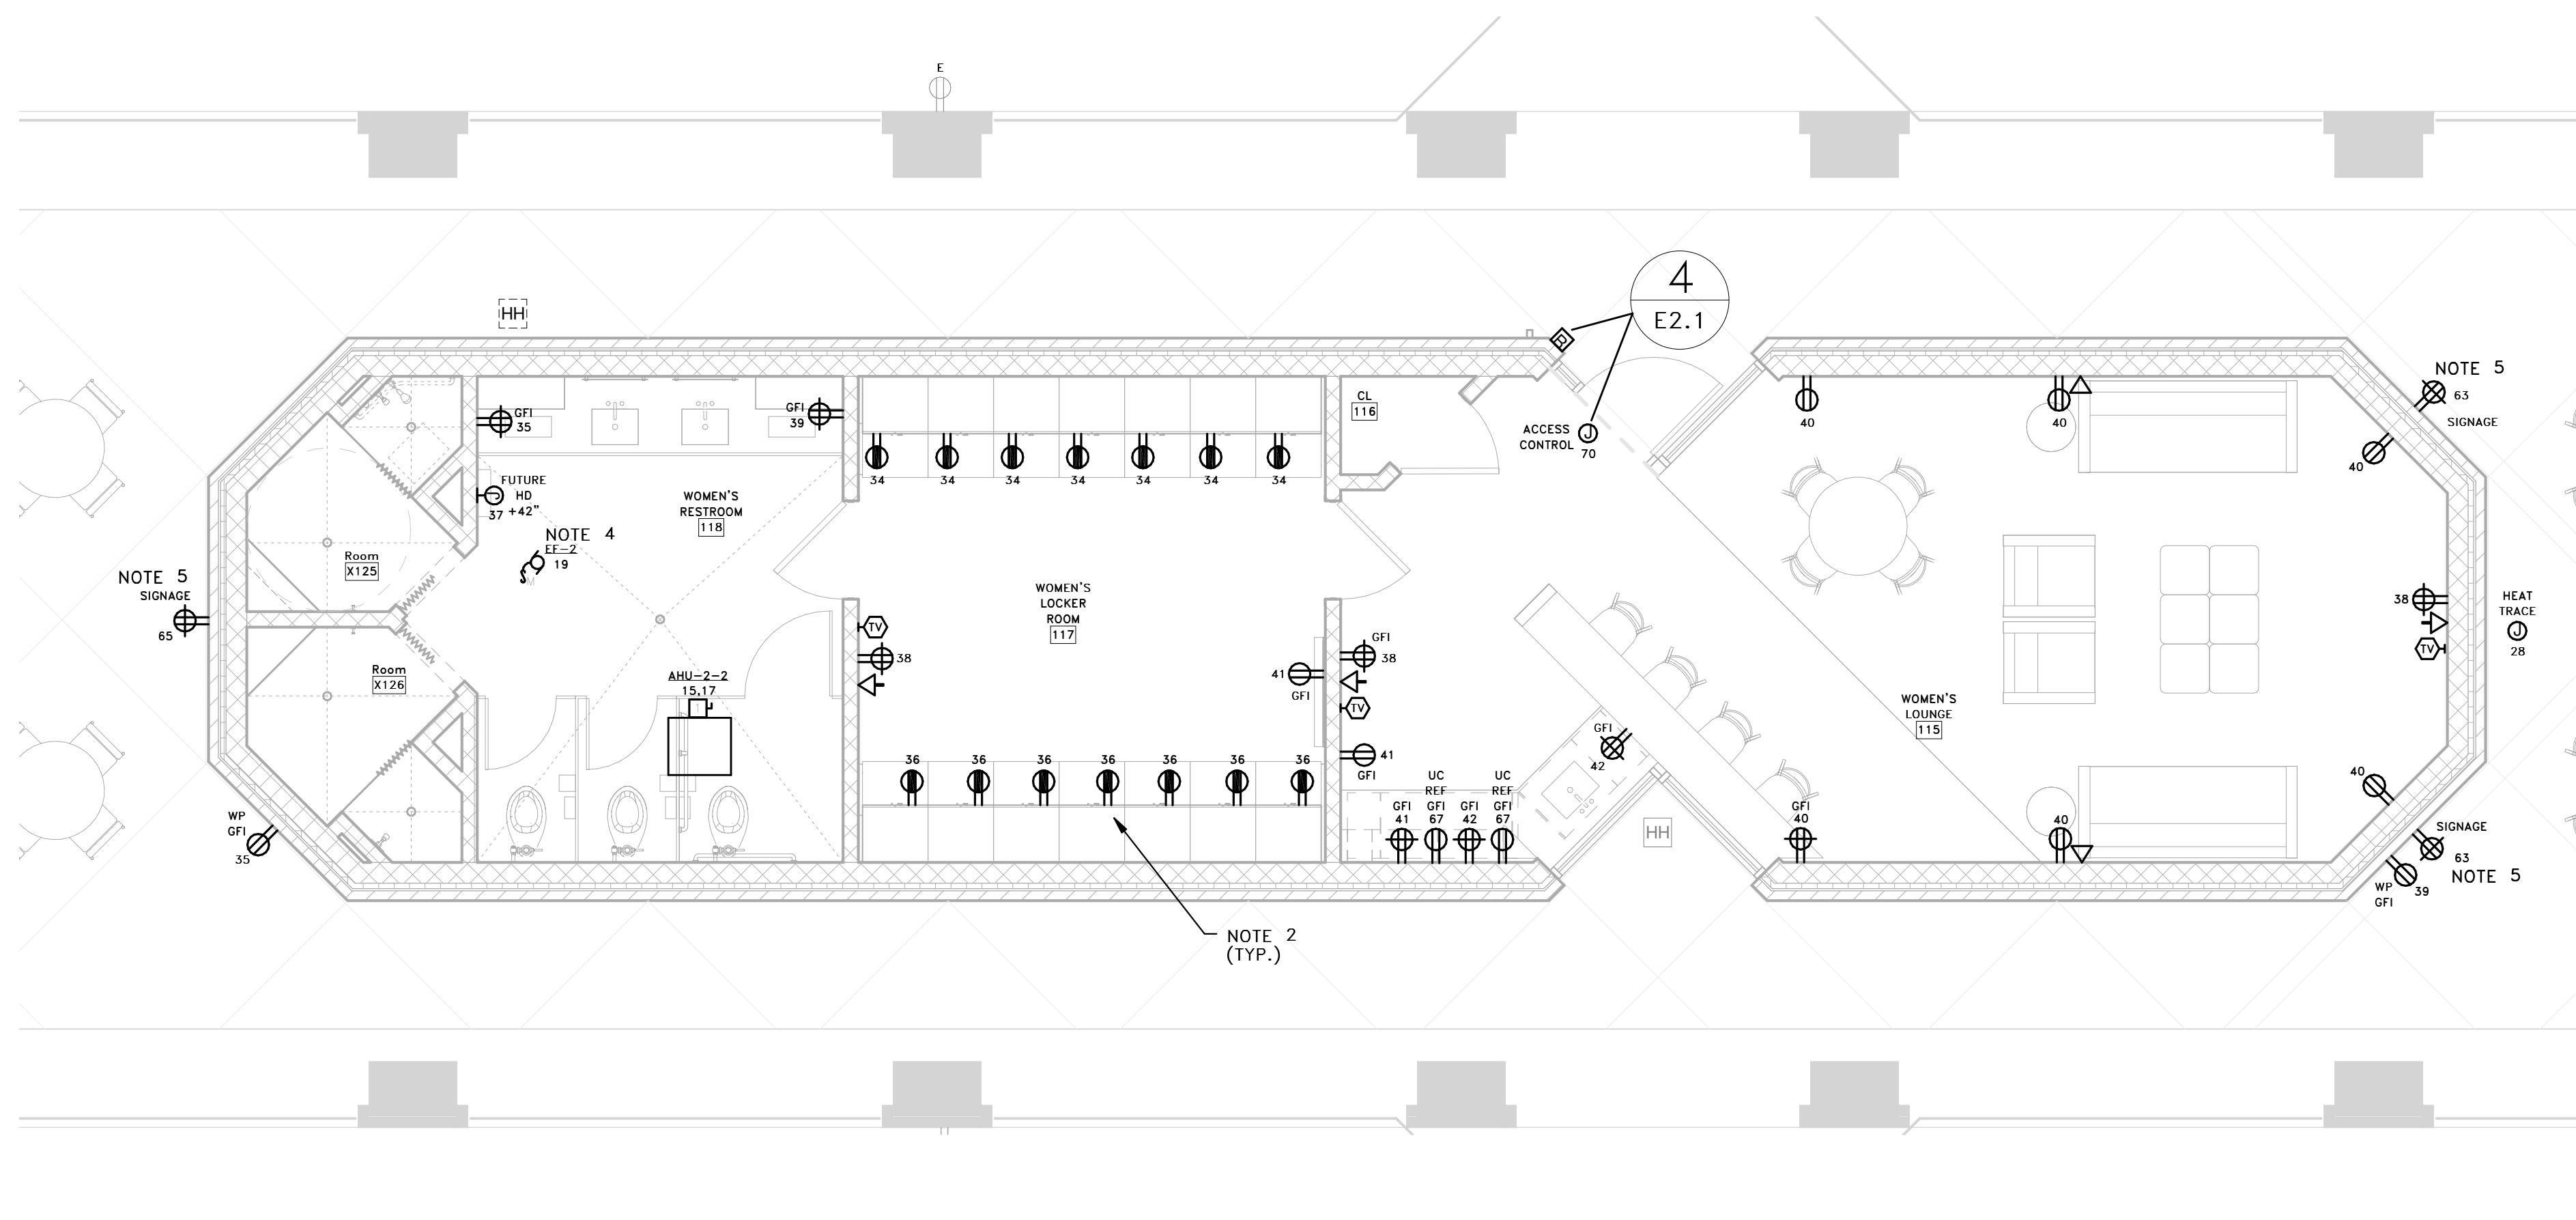 E
4
E2.1
HH
NOTE 5
63
SIGNAGE
CL
116
GFI
35
GFI
39
ACCESS
CONTROL
J
70
40
40
40
34
34
34
34
34
34
34
FUTURE
HD
+42"
J
37
WOMEN'S
RESTROOM
118
NOTE 4
EF-2
19
M
Room
X125
NOTE 5
SIGNAGE
65
WOMEN'S
LOCKER
ROOM
117
TV
38
GFI
38
41
GFI
TV
38
TV
HEAT
TRACE
J
28
Room
X126
AHU-2-2
15,17
WOMEN'S
LOUNGE
115
GFI
42
41
GFI
36
36
36
36
36
36
36
UC
REF
GFI
67
UC
REF
GFI
67
GFI
41
GFI
42
HH
GFI
40
40
40
WP
GFI
35
SIGNAGE
63
NOTE 5
WP
GFI
39
NOTE 2
(TYP.)